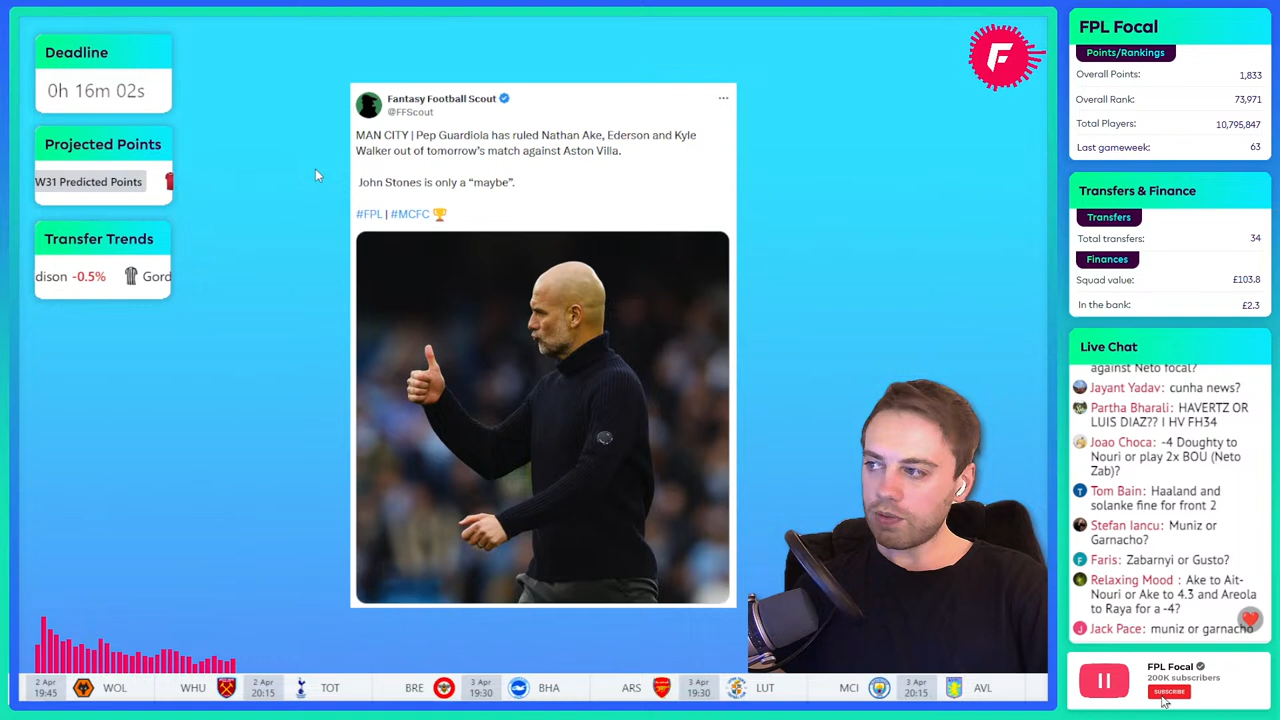 Deadline
0h 16m 02s
Projected Points
W31 Predicted Points
Transfer Trends
dison -0.5% Gord
F
Fantasy Football Scout
@FFScout
MAN CITY | Pep Guardiola has ruled Nathan Ake, Ederson and Kyle
Walker out of tomorrow's match against Aston Villa.
John Stones is only a "maybe".
#FPL | #MCFC
FPL Focal
Points/Rankings
Overall Points: 1,833
Overall Rank: 73,971
Total Players: 10,795,847
Last gameweek: 63
Transfers & Finance
Transfers
Total transfers: 34
Finances
Squad value: £103.8
In the bank: £2.3
Live Chat
against Neto focal?
Jayant Yadav: cunha news?
Partha Bharali: HAVERTZ OR
LUIS DIAZ?? I HV FH34
Joao Choca: -4 Doughty to
Nouri or play 2x BOU (Neto
Zab)?
Tom Bain: Haaland and
solanke fine for front 2
Stefan Iancu: Muniz or
Garnacho?
Faris: Zabarnyi or Gusto?
Relaxing Mood : Ake to Ait-
Nouri or Ake to 4.3 and Areola
to Raya for a -4?
Jack Pace: muniz or garnacho
FPL Focal
200K subscribers
SUBSCRIBE
2 Apr
19:45
WOL
WHU
2 Apr
20:15
TOT
BRE
3 Apr
19:30
BHA
ARS
3 Apr
19:30
LUT
MCI
3 Apr
20:15
AVL